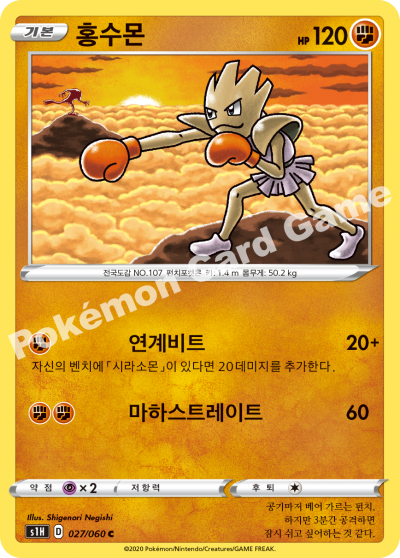 기본 홍수몬 HP 120
전국도감 NO.107 펀치포켓몬 키: 1.4 m 몸무게: 50.2 kg
연계비트 20+
자신의 벤치에 「시라소몬」이 있다면 20데미지를 추가한다.
마하스트레이트 60
약점 ×2 저항력 후퇴
Illus. Shigenori Negishi
s1H D 027/060 C
공기마저 베어 가르는 펀치.
하지만 3분간 공격하면
잠시 쉬고 싶어하는 것 같다.
©2020 Pokémon/Nintendo/Creatures/GAME FREAK.
Pokémon Card Game